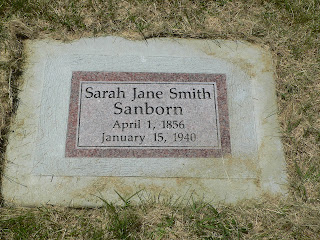 Sarah Jane Smith
Sanborn
April 1, 1856
January 15, 1940